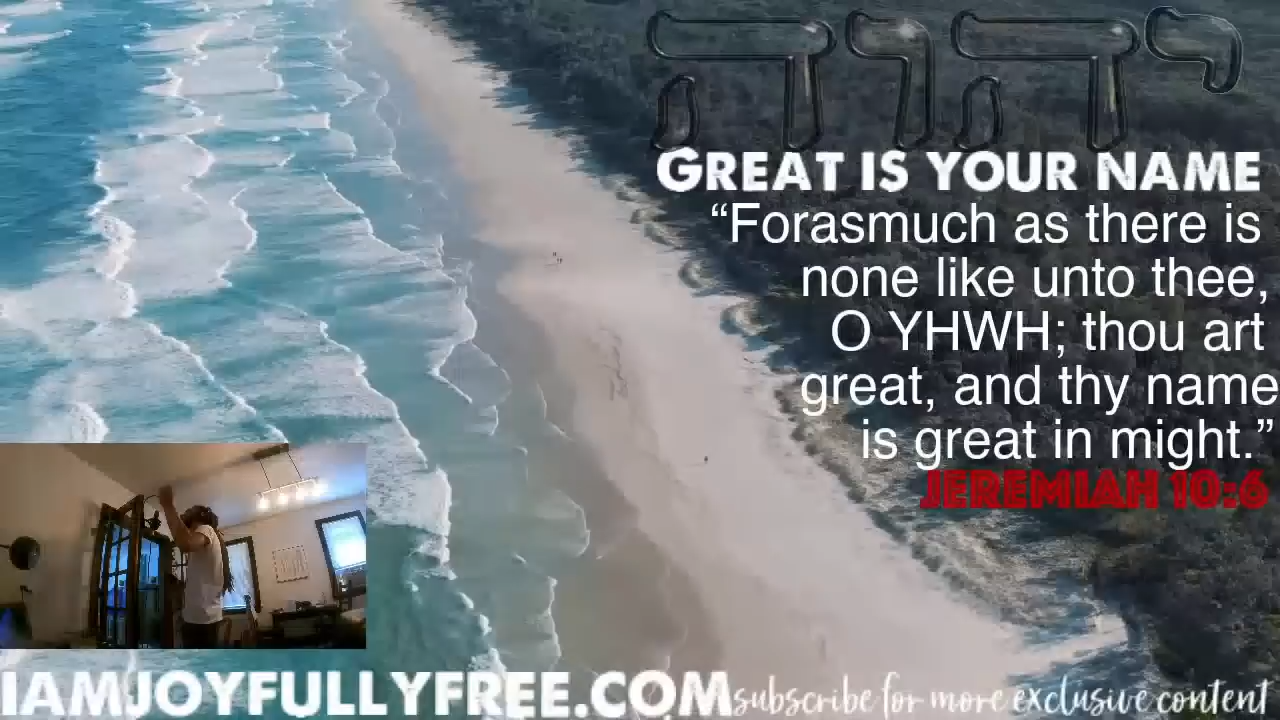 יהוה
GREAT IS YOUR NAME
“Forasmuch as there is
none like unto thee,
O YHWH; thou art
great, and thy name
is great in might.”
JEREMIAH 10:6
IAMJOYFULLYFREE.COM
subscribe for more exclusive content